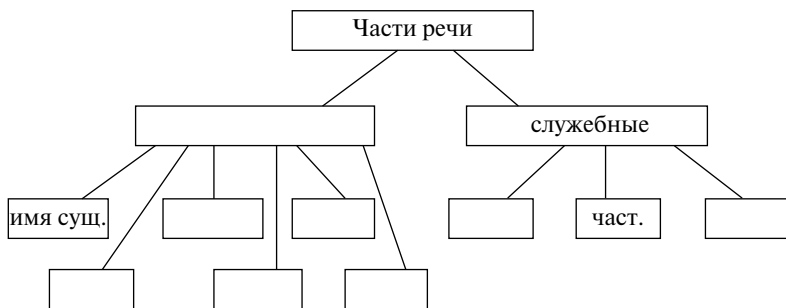 Части речи
служебные
имя сущ.
част.